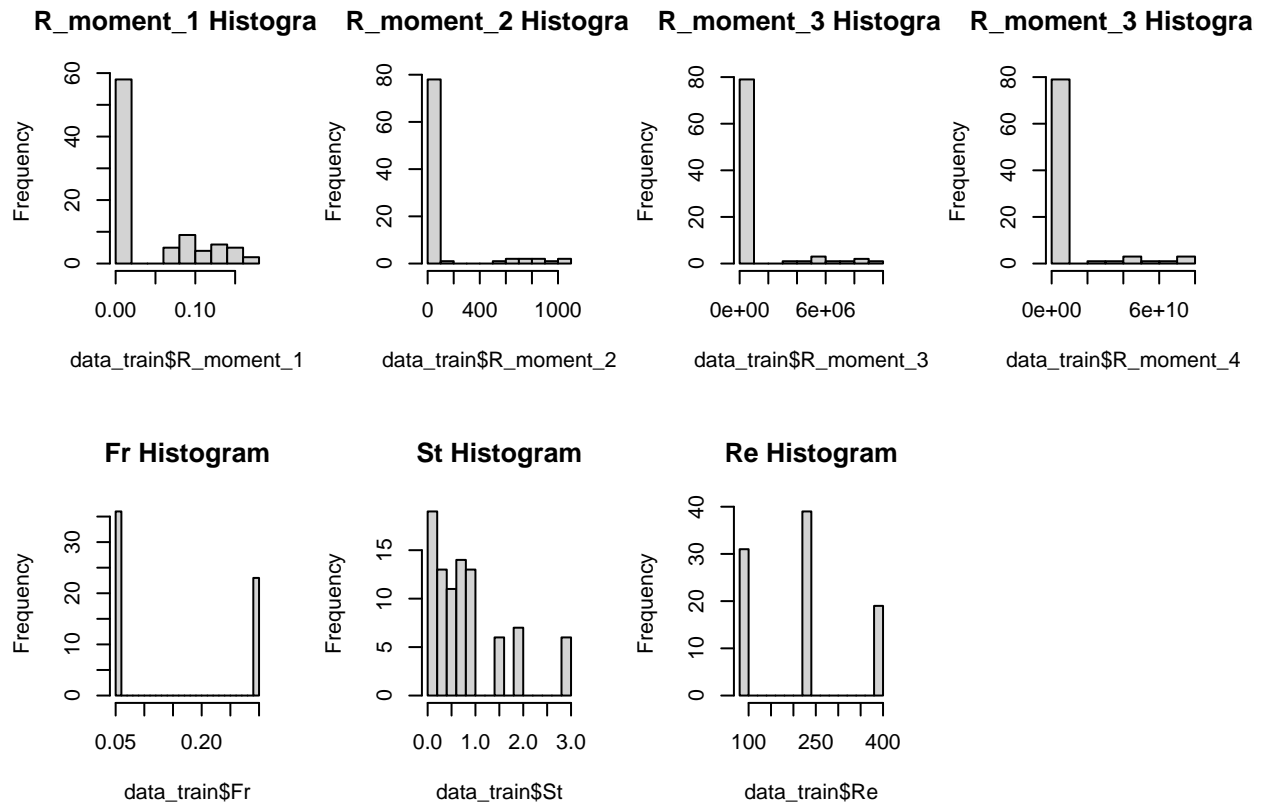 R_moment_1 Histogra
R_moment_2 Histogra
R_moment_3 Histogra
R_moment_3 Histogra
Frequency
0 20 40 60
0.00 0.10
data_train$R_moment_1
Frequency
0 20 40 60 80
0 400 1000
data_train$R_moment_2
Frequency
0 20 40 60 80
0e+00 6e+06
data_train$R_moment_3
Frequency
0 20 40 60 80
0e+00 6e+10
data_train$R_moment_4
Fr Histogram
St Histogram
Re Histogram
Frequency
0 10 20 30
0.05 0.20
data_train$Fr
Frequency
0 5 10 15
0.0 1.0 2.0 3.0
data_train$St
Frequency
0 10 20 30 40
100 250 400
data_train$Re